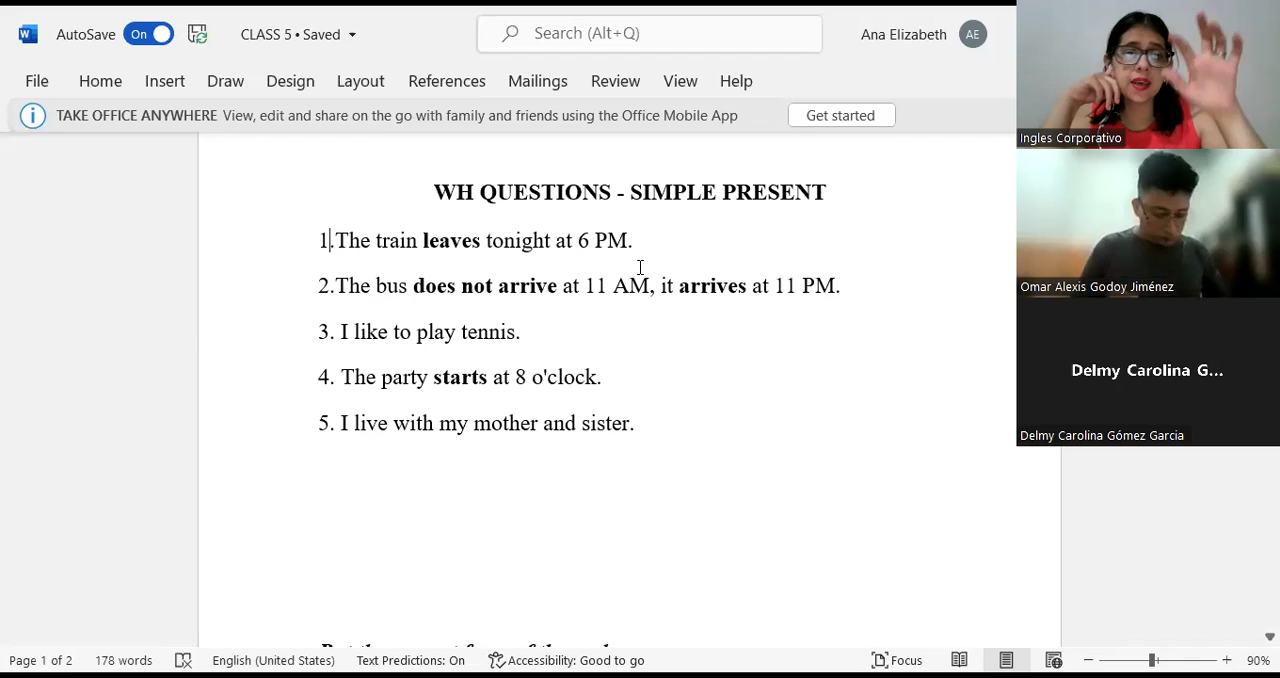 AutoSave On CLASS 5 • Saved Search (Alt+Q) Ana Elizabeth AE
File Home Insert Draw Design Layout References Mailings Review View Help
TAKE OFFICE ANYWHERE View, edit and share on the go with family and friends using the Office Mobile App Get started
Ingles Corporativo
WH QUESTIONS - SIMPLE PRESENT
1.The train leaves tonight at 6 PM.
2.The bus does not arrive at 11 AM, it arrives at 11 PM.
Omar Alexis Godoy Jiménez
3. I like to play tennis.
4. The party starts at 8 o'clock.
Delmy Carolina G...
5. I live with my mother and sister.
Delmy Carolina Gómez Garcia
Page 1 of 2 178 words English (United States) Text Predictions: On Accessibility: Good to go Focus 90%